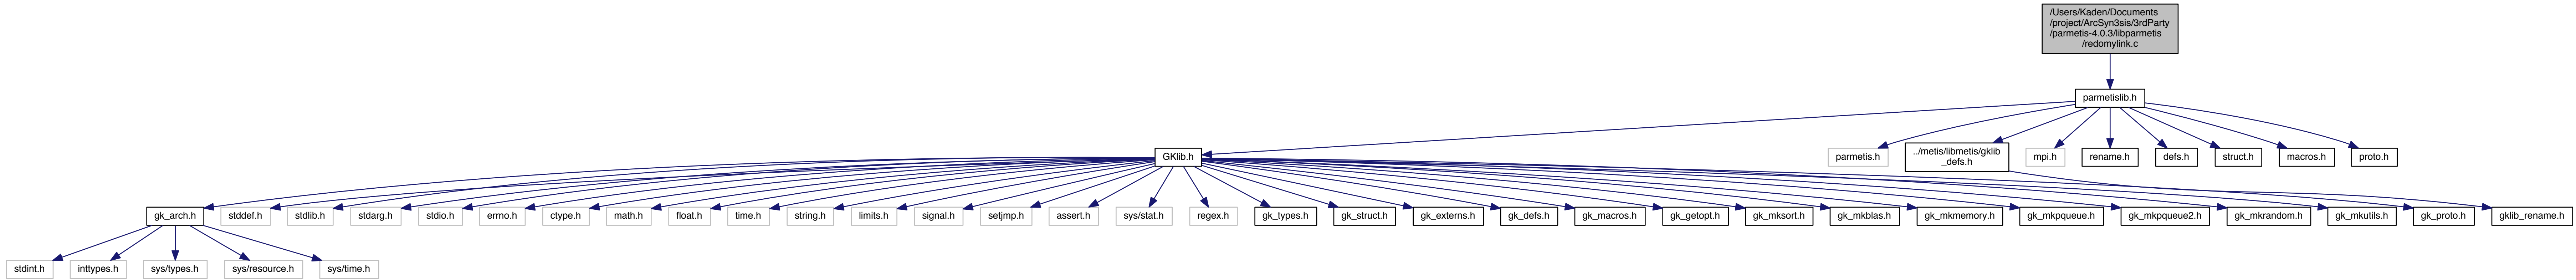 /Users/Kaden/Documents
/project/ArcSyn3sis/3rdParty
/parmetis-4.0.3/libparmetis
/redomylink.c
parmetislib.h
GKlib.h
parmetis.h
../metis/libmetis/gklib
_defs.h
mpi.h
rename.h
defs.h
struct.h
macros.h
proto.h
gk_arch.h
stddef.h
stdlib.h
stdarg.h
stdio.h
errno.h
ctype.h
math.h
float.h
time.h
string.h
limits.h
signal.h
setjmp.h
assert.h
sys/stat.h
regex.h
gk_types.h
gk_struct.h
gk_externs.h
gk_defs.h
gk_macros.h
gk_getopt.h
gk_mksort.h
gk_mkblas.h
gk_mkmemory.h
gk_mkpqueue.h
gk_mkpqueue2.h
gk_mkrandom.h
gk_mkutils.h
gk_proto.h
gklib_rename.h
stdint.h
inttypes.h
sys/types.h
sys/resource.h
sys/time.h